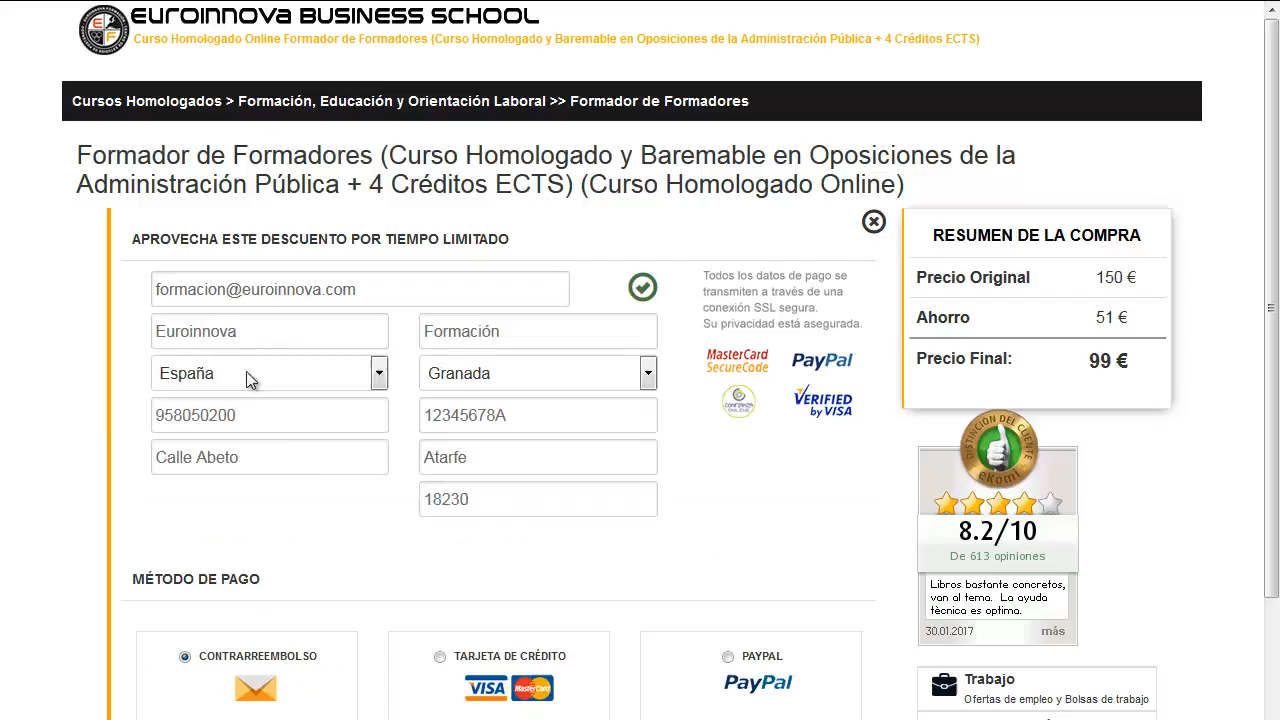 EUROINNOVA BUSINESS SCHOOL
Curso Homologado Online Formador de Formadores (Curso Homologado y Baremable en Oposiciones de la Administración Pública + 4 Créditos ECTS)
Cursos Homologados > Formación, Educación y Orientación Laboral >> Formador de Formadores
Formador de Formadores (Curso Homologado y Baremable en Oposiciones de la
Administración Pública + 4 Créditos ECTS) (Curso Homologado Online)
APROVECHA ESTE DESCUENTO POR TIEMPO LIMITADO
formacion@euroinnova.com
Euroinnova
Formación
España
Granada
958050200
12345678A
Calle Abeto
Atarfe
18230
Todos los datos de pago se
transmiten a través de una
conexión SSL segura.
Su privacidad está asegurada.
MasterCard
SecureCode
PayPal
CONFIANZA
ONLINE
VERIFIED
by VISA
RESUMEN DE LA COMPRA
Precio Original 150 €
Ahorro 51 €
Precio Final: 99 €
DISTINCIÓN DEL CLIENTE
eKomi
8.2/10
De 613 opiniones
Libros bastante concretos,
van al tema. La ayuda
tècnica es optima.
30.01.2017 más
Trabajo
Ofertas de empleo y Bolsas de trabajo
MÉTODO DE PAGO
CONTRARREEMBOLSO
TARJETA DE CRÉDITO
VISA MasterCard
PAYPAL
PayPal